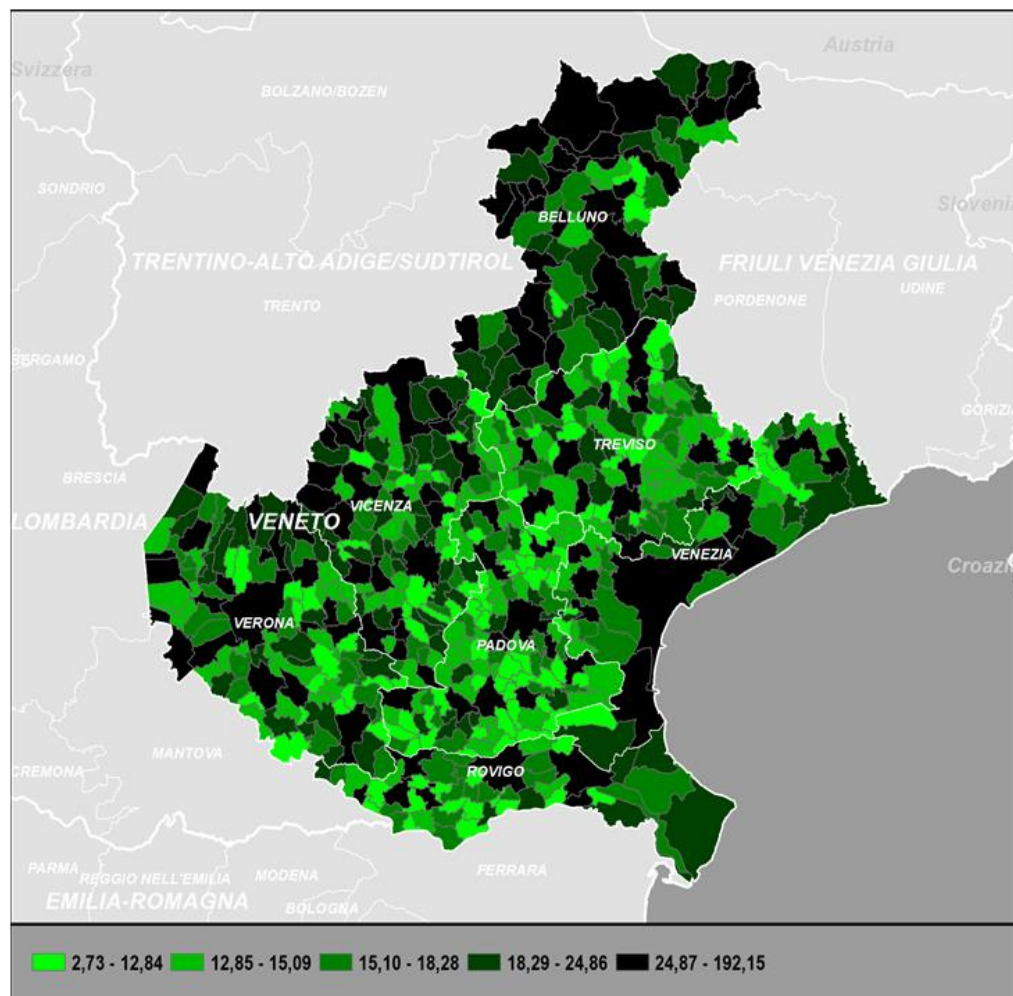 Austria
Svizzera
BOLZANO/BOZEN
SONDRIO
Slovenia
BELLUNO
TRENTINO-ALTO ADIGE/SUDTIROL
FRIULI VENEZIA GIULIA
UDINE
PORDENONE
TRENTO
BERGAMO
GORIZI
TREVISO
BRESCIA
VICENZA
LOMBARDIA
VENETO
VENEZIA
Croazi
VERONA
PADOVA
MANTOVA
CREMONA
ROVIGO
PARMA
REGGIO NELL'EMILIA
MODENA
FERRARA
EMILIA-ROMAGNA
BOLOGNA
2,73 - 12,84
12,85 - 15,09
15,10 - 18,28
18,29 - 24,86
24,87 - 192,15